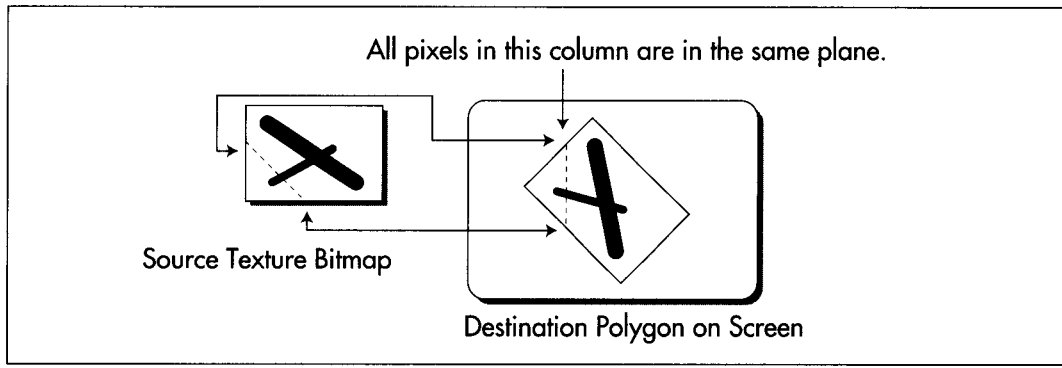 All pixels in this column are in the same plane.
Source Texture Bitmap
Destination Polygon on Screen